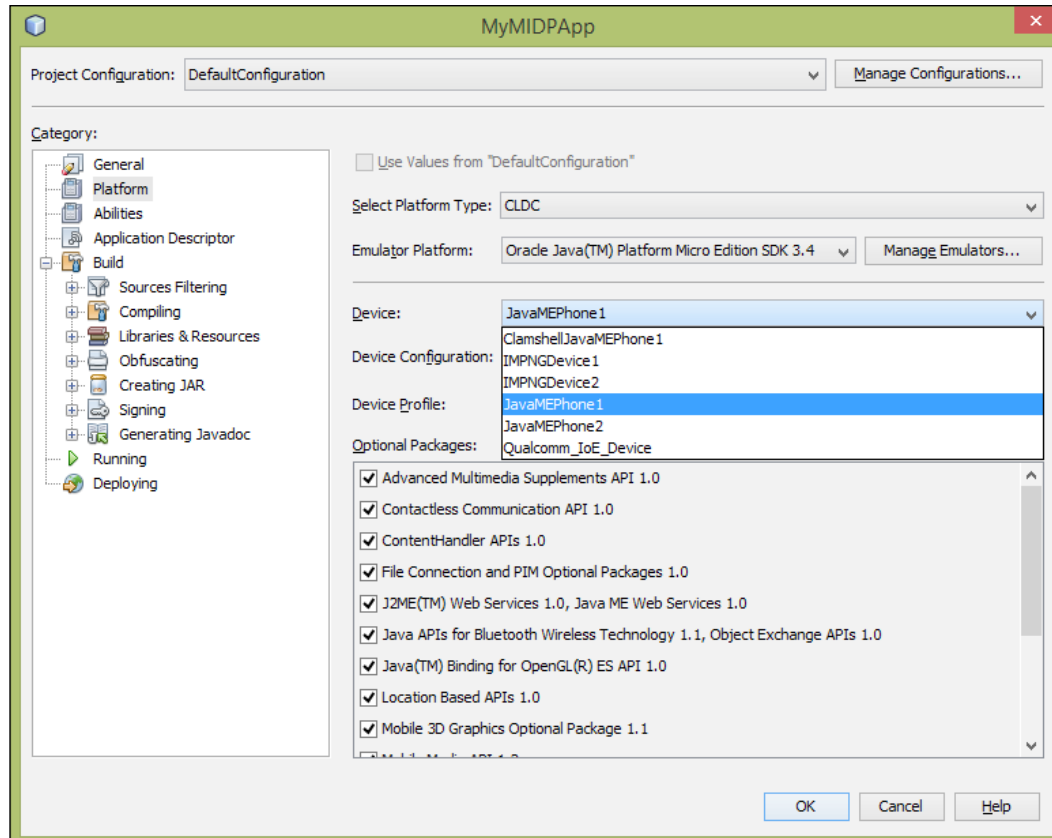 MyMIDPApp
Project Configuration: DefaultConfiguration Manage Configurations...
Category:
General
Platform
Abilities
Application Descriptor
Build
Sources Filtering
Compiling
Libraries & Resources
Obfuscating
Creating JAR
Signing
Generating Javadoc
Running
Deploying
Use Values from "DefaultConfiguration"
Select Platform Type: CLDC
Emulator Platform: Oracle Java(TM) Platform Micro Edition SDK 3.4 Manage Emulators...
Device: JavaMEPhone1
ClamshellJavaMEPhone1
Device Configuration: IMPNGDevice1
IMPNGDevice2
Device Profile: JavaMEPhone1
JavaMEPhone2
Optional Packages: Qualcomm_IoE_Device
Advanced Multimedia Supplements API 1.0
Contactless Communication API 1.0
ContentHandler APIs 1.0
File Connection and PIM Optional Packages 1.0
J2ME(TM) Web Services 1.0, Java ME Web Services 1.0
Java APIs for Bluetooth Wireless Technology 1.1, Object Exchange APIs 1.0
Java(TM) Binding for OpenGL(R) ES API 1.0
Location Based APIs 1.0
Mobile 3D Graphics Optional Package 1.1
OK Cancel Help